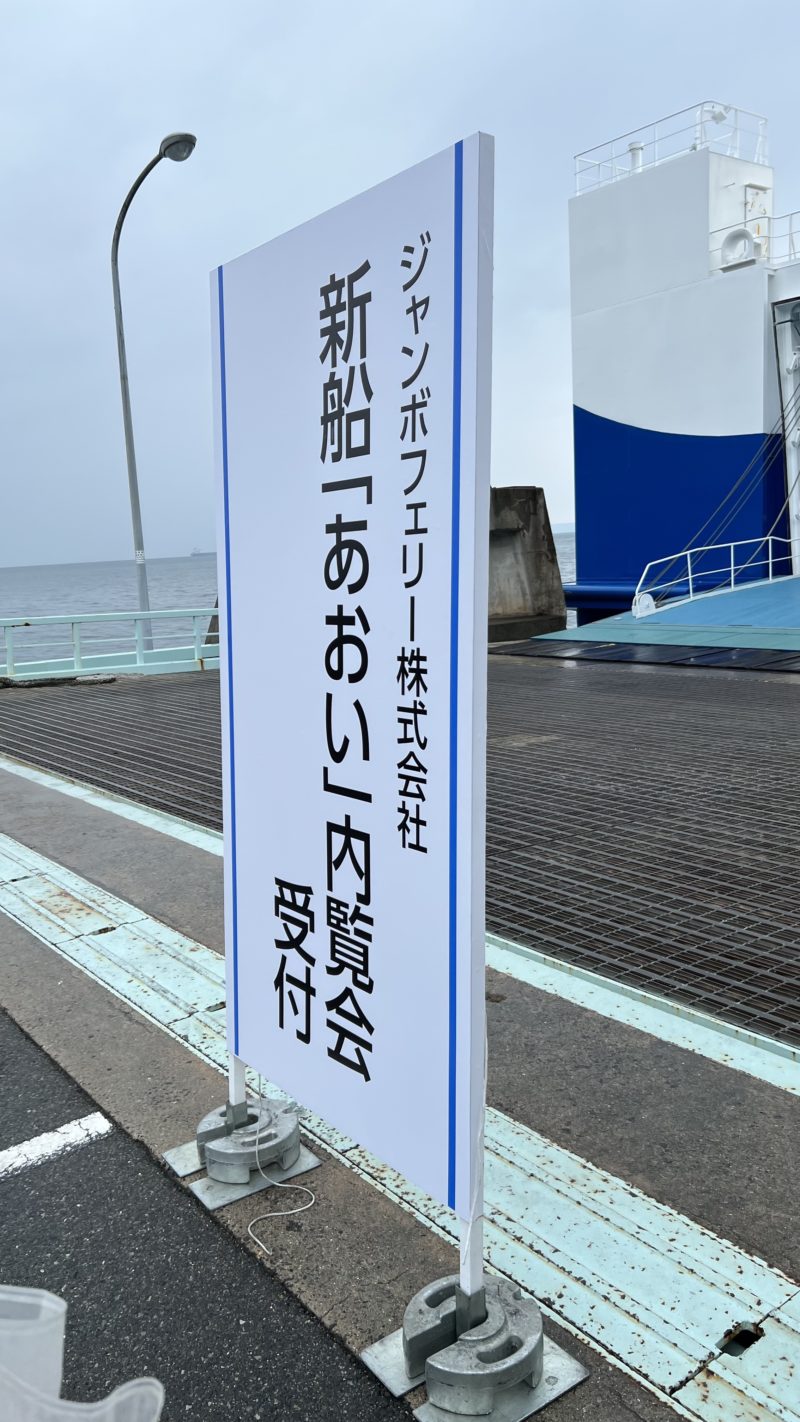 ジャンボフェリー株式会社
新船「あおい」内覧会
受付